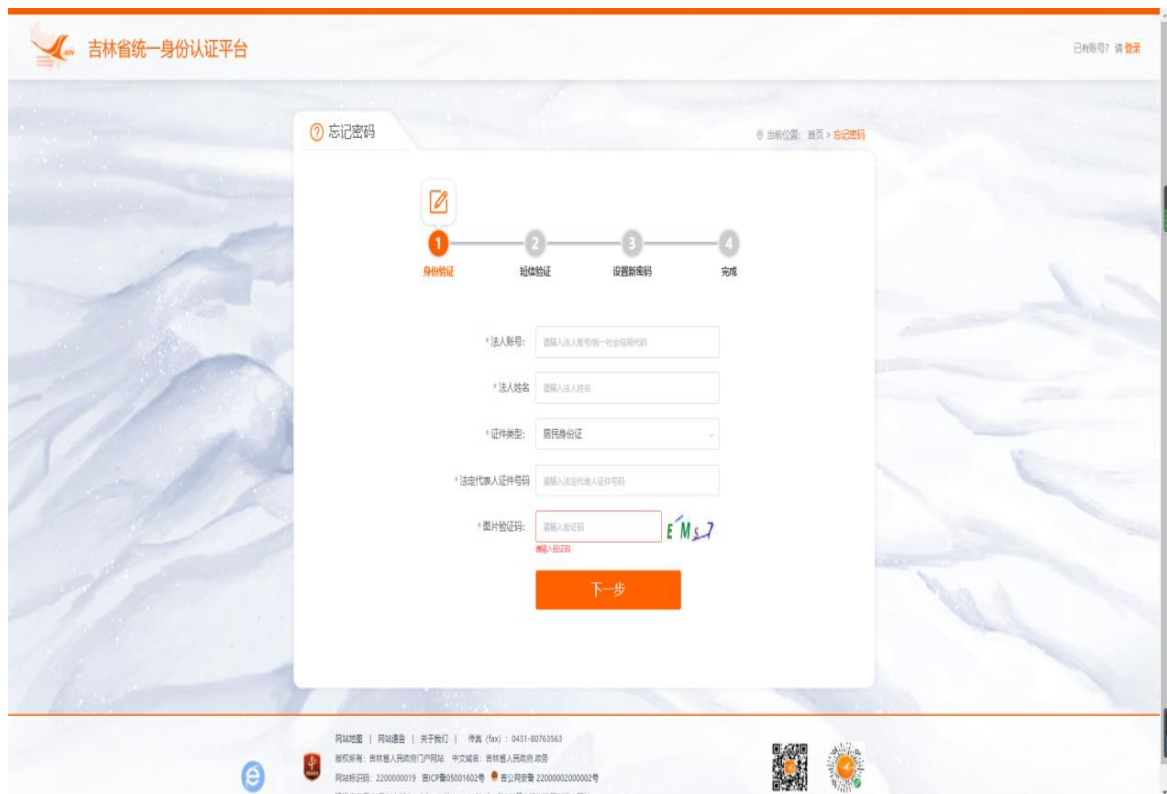 吉林省统一身份认证平台
已有账号？请 登录
忘记密码
当前位置： 首页 > 忘记密码
1 2 3 4
身份验证 短信验证 设置新密码 完成
*法人账号： 请输入法人账号/统一社会信用代码
*法人姓名 请输入法人姓名
*证件类型： 居民身份证
*法定代表人证件号码 请输入法定代表人证件号码
*图片验证码： 请输入验证码 E M s 7
请输入验证码
下一步
网站地图 | 网站通告 | 关于我们 | 传真 (fax) : 0431-80763563
版权所有：吉林省人民政府门户网站 中文域名：吉林省人民政府.政务
网站标识码：2200000019 吉ICP备05001602号 吉公网安备 22000002000002号